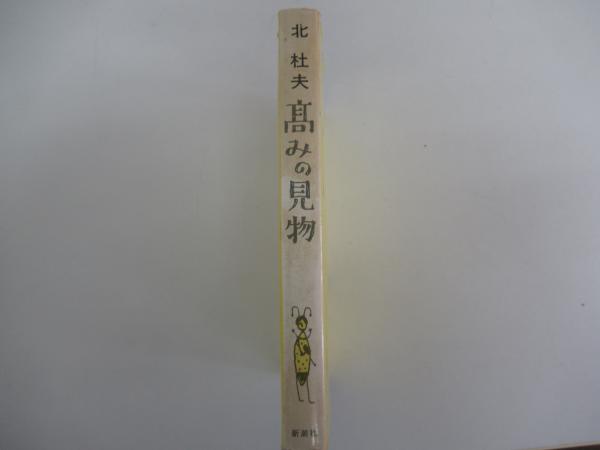 北 杜夫
髙みの見物
新潮社